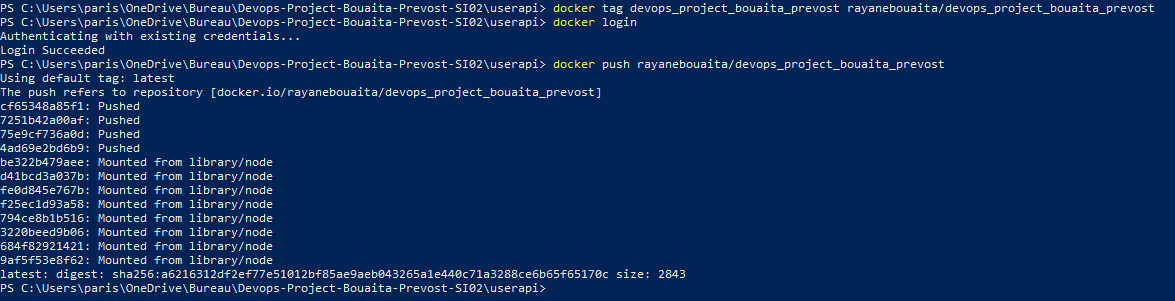 PS C:\Users\paris\OneDrive\Bureau\Devops-Project-Bouaita-Prevost-SI02\userapi> docker tag devops_project_bouaita_prevost rayanebouaita/devops_project_bouaita_prevost
PS C:\Users\paris\OneDrive\Bureau\Devops-Project-Bouaita-Prevost-SI02\userapi> docker login
Authenticating with existing credentials...
Login Succeeded
PS C:\Users\paris\OneDrive\Bureau\Devops-Project-Bouaita-Prevost-SI02\userapi> docker push rayanebouaita/devops_project_bouaita_prevost
Using default tag: latest
The push refers to repository [docker.io/rayanebouaita/devops_project_bouaita_prevost]
cf65348a85f1: Pushed
7251b42a00af: Pushed
75e9cf736a0d: Pushed
4ad69e2bd6b9: Pushed
be322b479aee: Mounted from library/node
d41bcd3a037b: Mounted from library/node
fe0d845e767b: Mounted from library/node
f25ec1d93a58: Mounted from library/node
794ce8b1b516: Mounted from library/node
3220beed9b06: Mounted from library/node
684f82921421: Mounted from library/node
9af5f53e8f62: Mounted from library/node
latest: digest: sha256:a6216312df2ef77e51012bf85ae9aeb043265a1e440c71a3288ce6b65f65170c size: 2843
PS C:\Users\paris\OneDrive\Bureau\Devops-Project-Bouaita-Prevost-SI02\userapi>